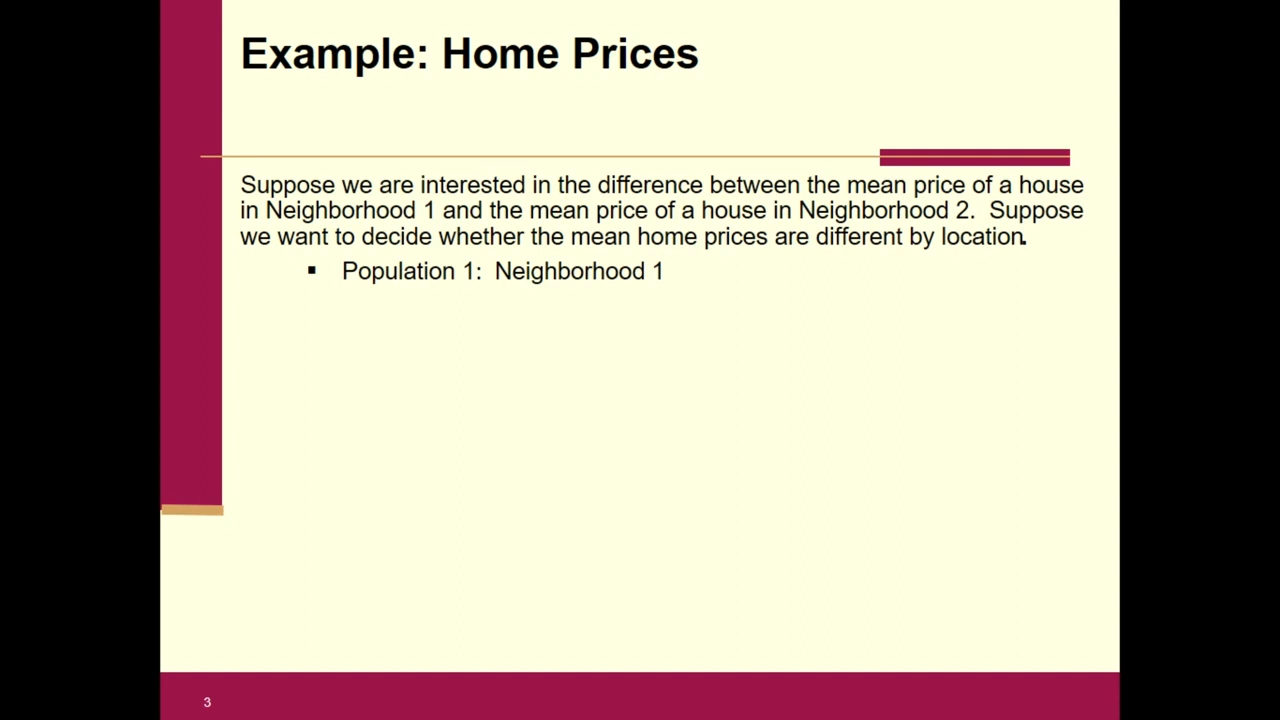 Example: Home Prices
Suppose we are interested in the difference between the mean price of a house
in Neighborhood 1 and the mean price of a house in Neighborhood 2.  Suppose
we want to decide whether the mean home prices are different by location.
▪ Population 1:  Neighborhood 1
3